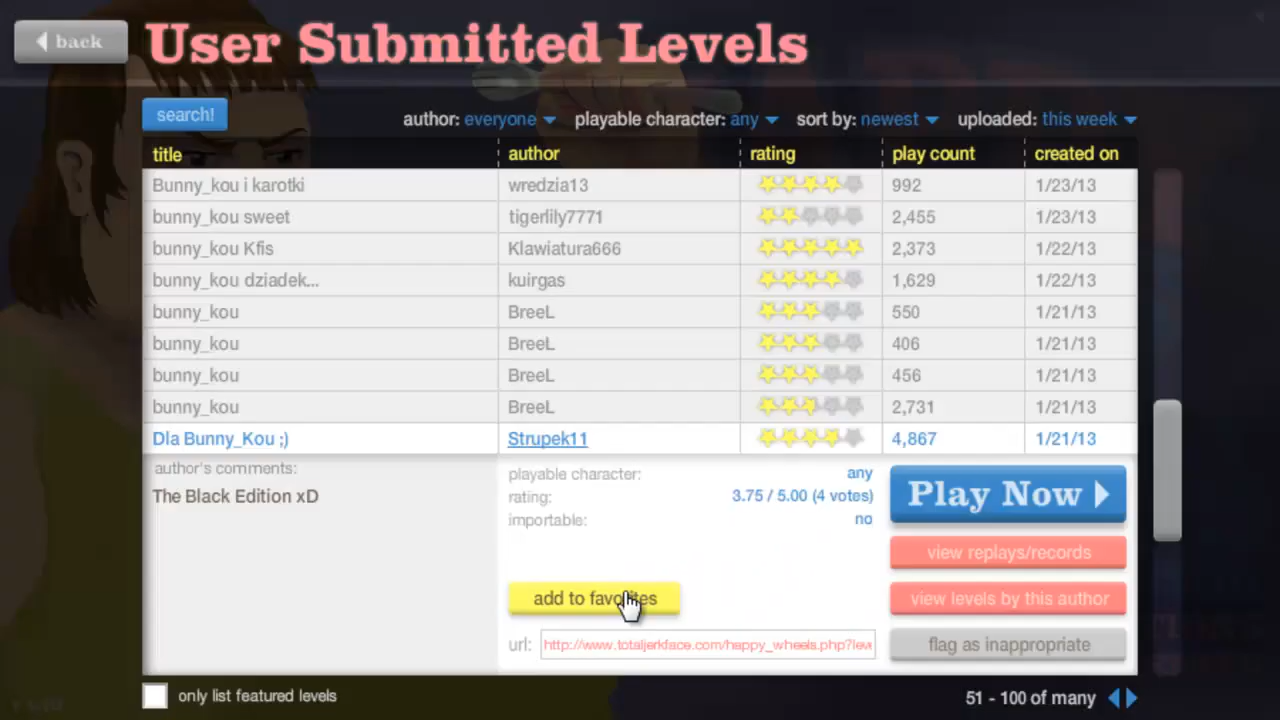 back
User Submitted Levels
search!
author: everyone playable character: any sort by: newest uploaded: this week
title author rating play count created on
Bunny_kou i karotki wredzia13 992 1/23/13
bunny_kou sweet tigerlily7771 2,455 1/23/13
bunny_kou Kfis Klawiatura666 2,373 1/22/13
bunny_kou dziadek... kuirgas 1,629 1/22/13
bunny_kou BreeL 550 1/21/13
bunny_kou BreeL 406 1/21/13
bunny_kou BreeL 456 1/21/13
bunny_kou BreeL 2,731 1/21/13
Dla Bunny_Kou ;) Strupek11 4,867 1/21/13
author's comments:
The Black Edition xD
playable character: any
rating: 3.75 / 5.00 (4 votes)
importable: no
Play Now
view replays/records
add to favorites
view levels by this author
url: http://www.totaljerkface.com/happy_wheels.php?leve
flag as inappropriate
only list featured levels
51 - 100 of many